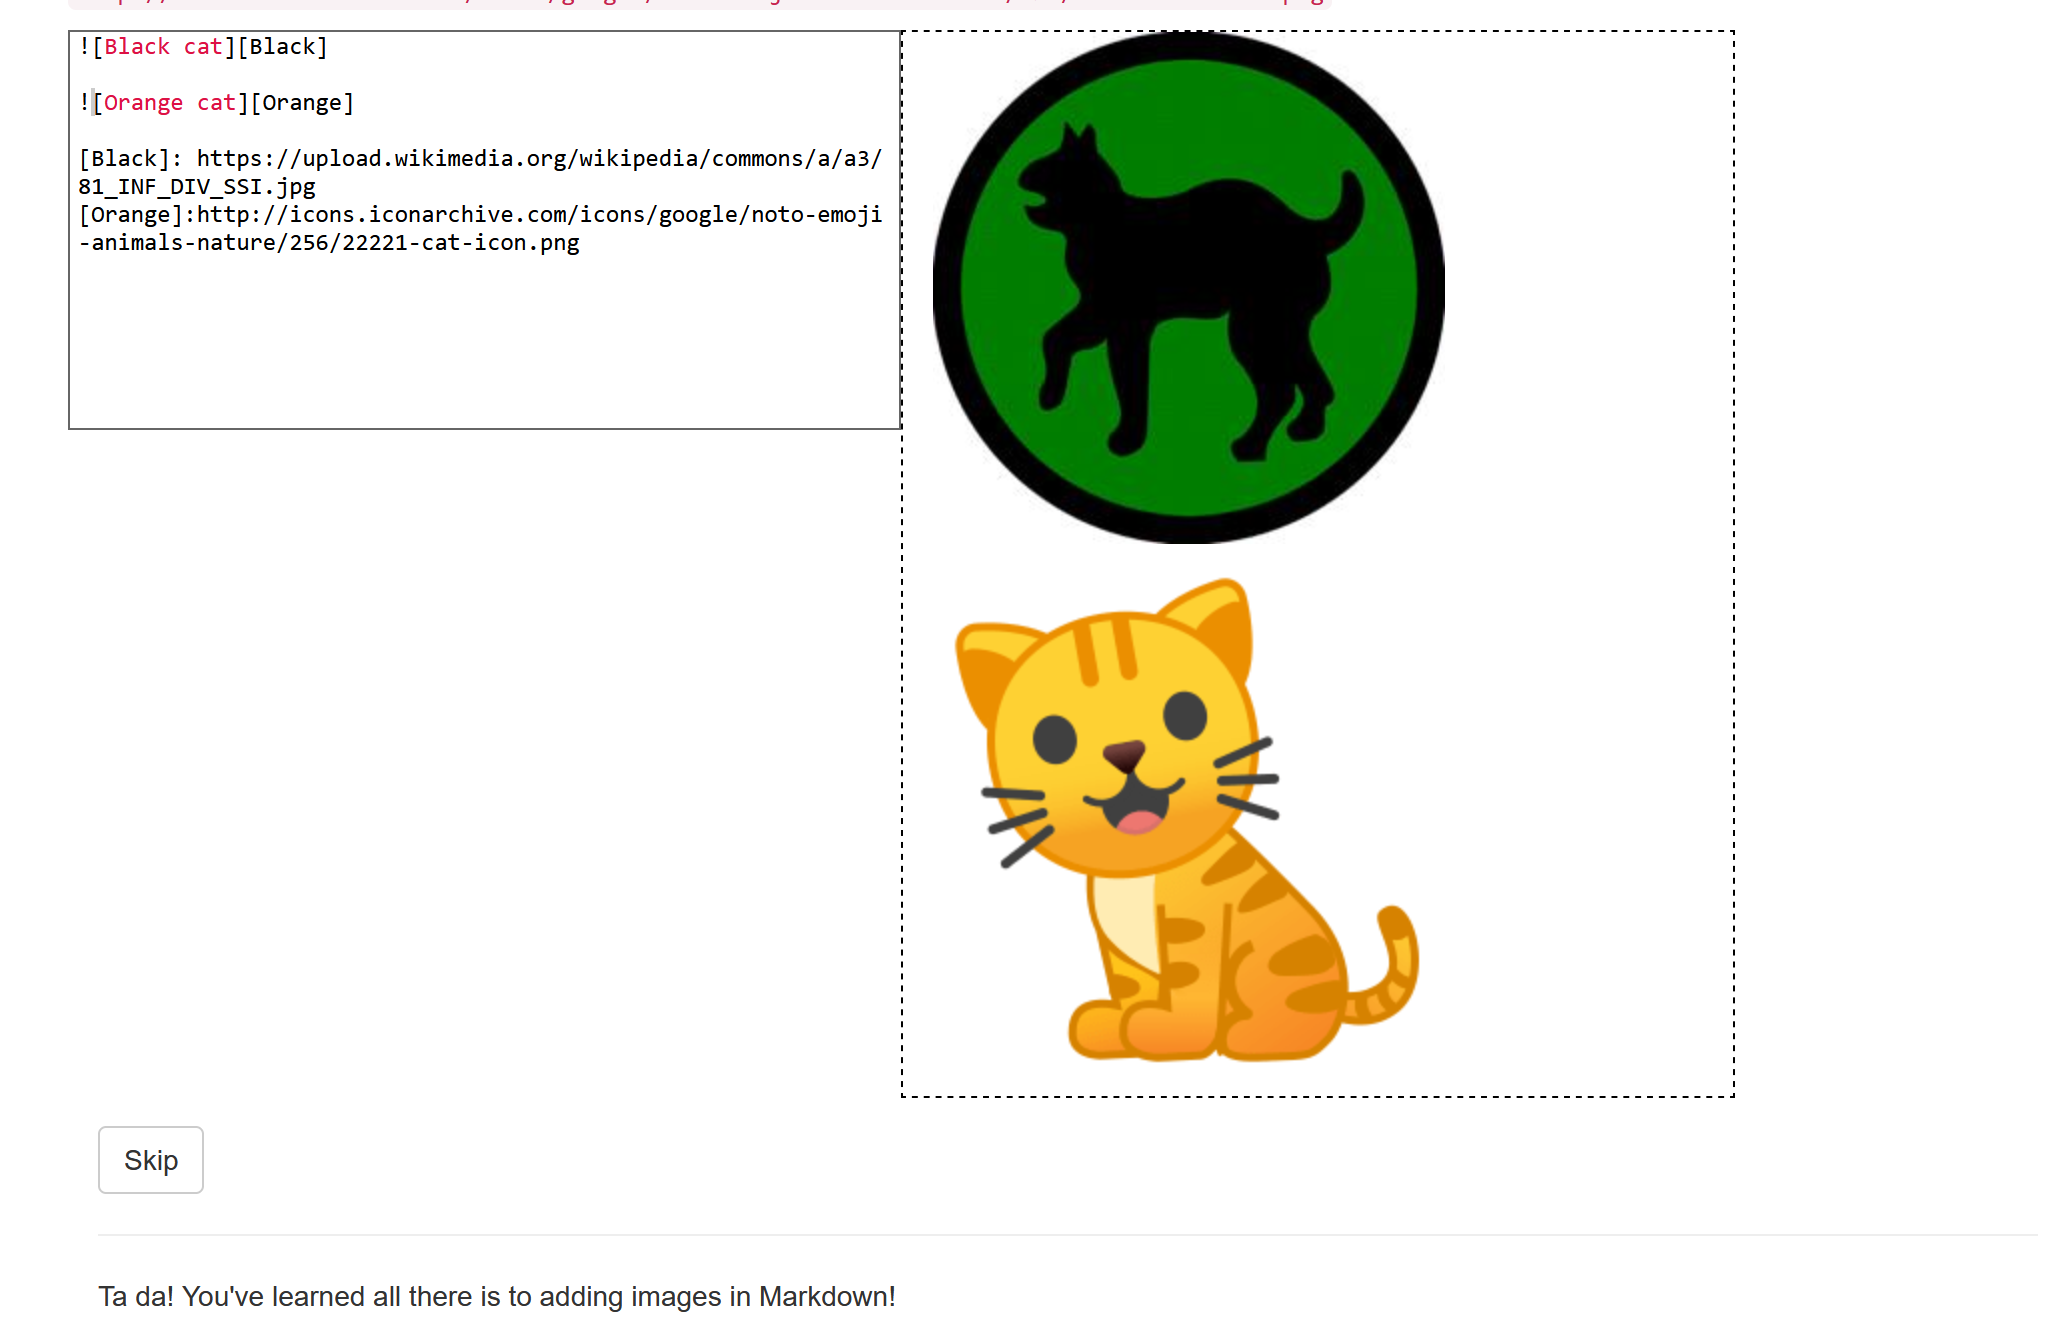 ![Black cat][Black]
![Orange cat][Orange]
[Black]: https://upload.wikimedia.org/wikipedia/commons/a/a3/
81_INF_DIV_SSI.jpg
[Orange]:http://icons.iconarchive.com/icons/google/noto-emoji
-animals-nature/256/22221-cat-icon.png
Skip
Ta da! You've learned all there is to adding images in Markdown!